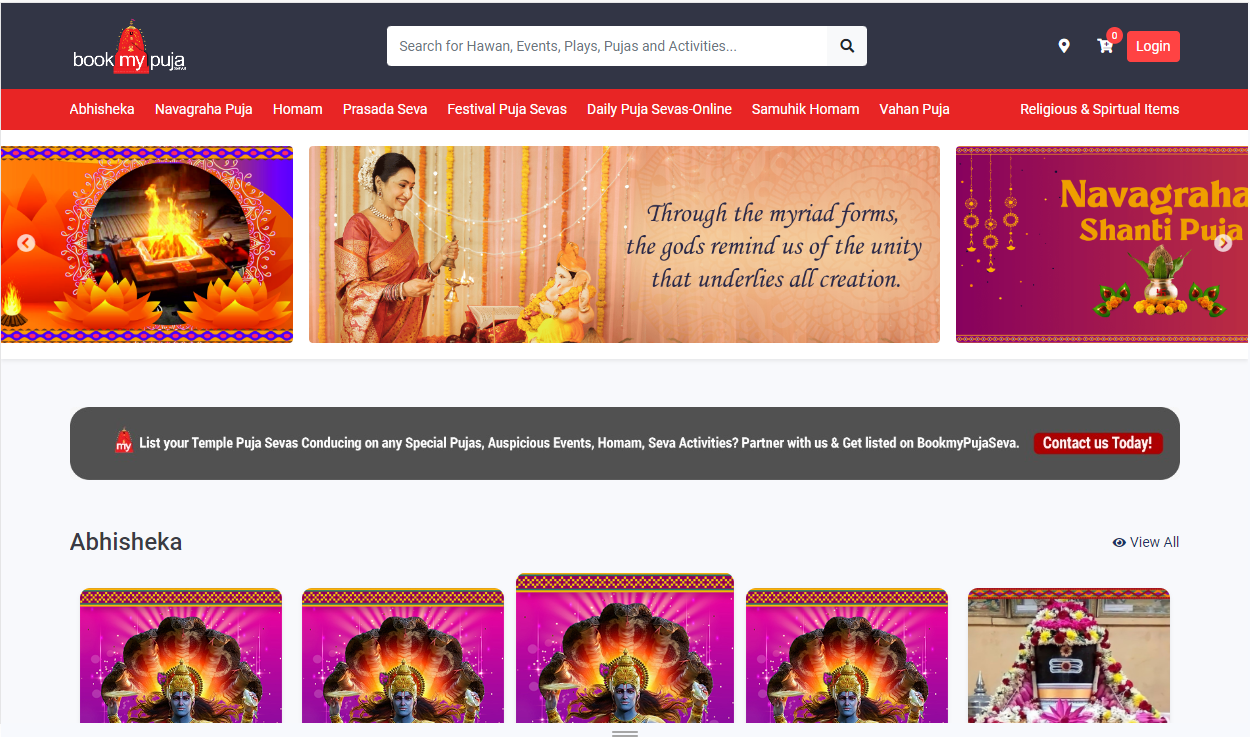 book my puja
seva
Search for Hawan, Events, Plays, Pujas and Activities...
0
Login
Abhisheka Navagraha Puja Homam Prasada Seva Festival Puja Sevas Daily Puja Sevas-Online Samuhik Homam Vahan Puja Religious & Spirtual Items
Through the myriad forms,
the gods remind us of the unity
that underlies all creation.
Navagraha
Shanti Puja
my List your Temple Puja Sevas Conducing on any Special Pujas, Auspicious Events, Homam, Seva Activities? Partner with us & Get listed on BookmyPujaSeva. Contact us Today!
Abhisheka
View All